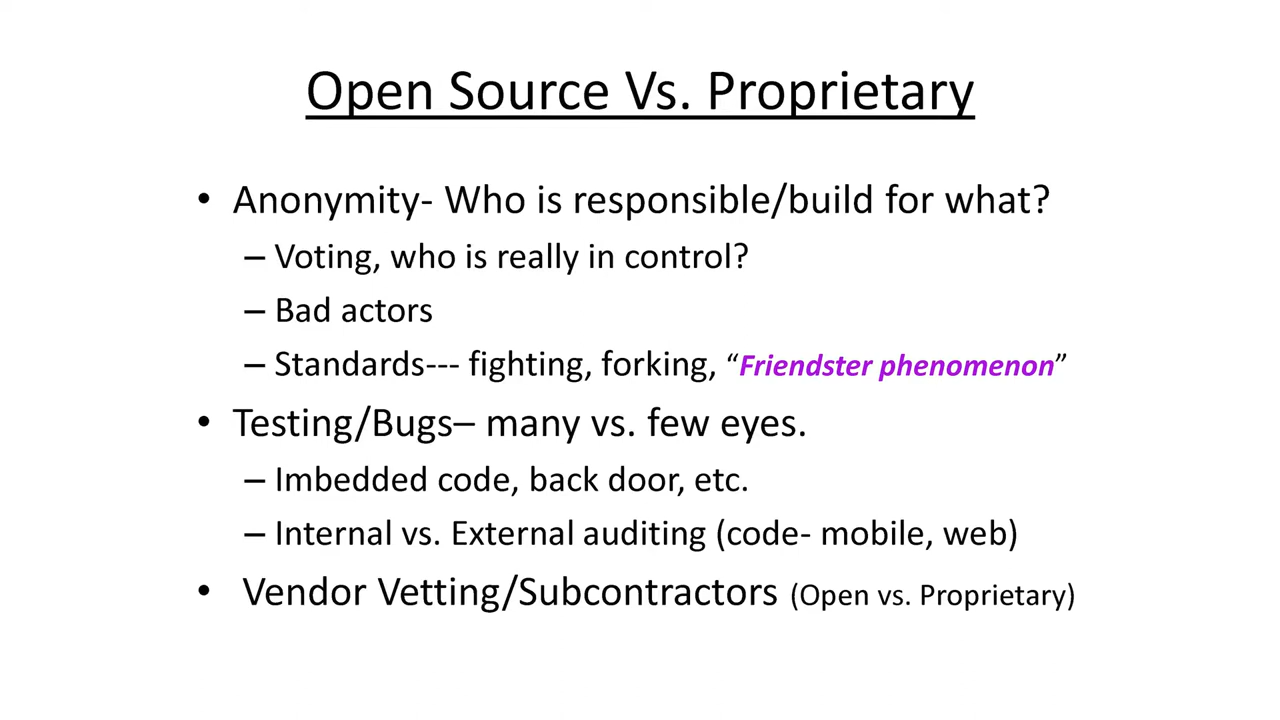 Open Source Vs. Proprietary
• Anonymity- Who is responsible/build for what?
– Voting, who is really in control?
– Bad actors
– Standards--- fighting, forking, “Friendster phenomenon”
• Testing/Bugs– many vs. few eyes.
– Imbedded code, back door, etc.
– Internal vs. External auditing (code- mobile, web)
• Vendor Vetting/Subcontractors (Open vs. Proprietary)